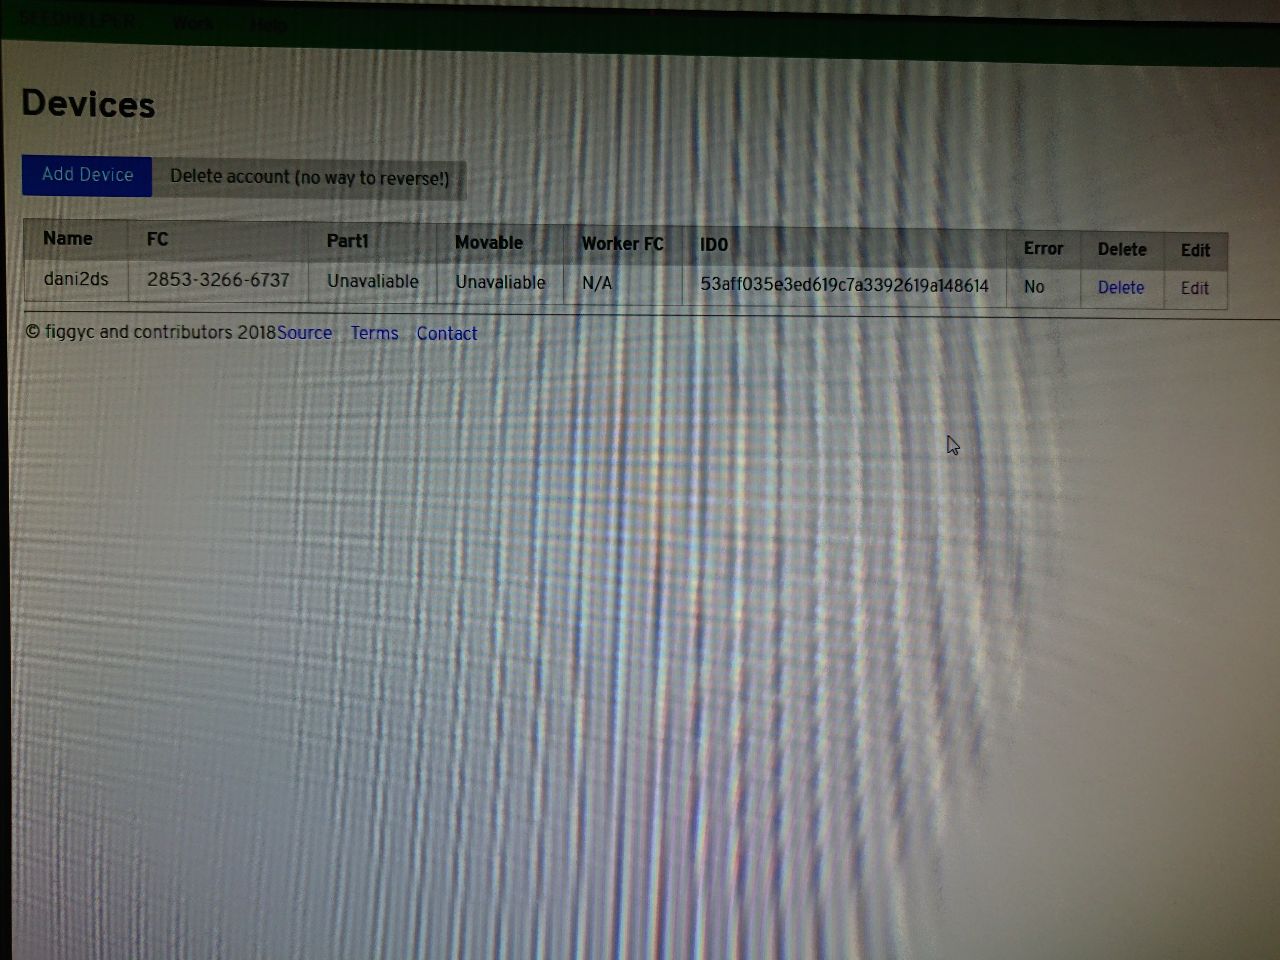 SEEDHELPER Work Help
Devices
Add Device Delete account (no way to reverse!)
Name FC Part1 Movable Worker FC ID0 Error Delete Edit
dani2ds 2853-3266-6737 Unavaliable Unavaliable N/A 53aff035e3ed619c7a3392619a148614 No Delete Edit
© figgyc and contributors 2018Source Terms Contact